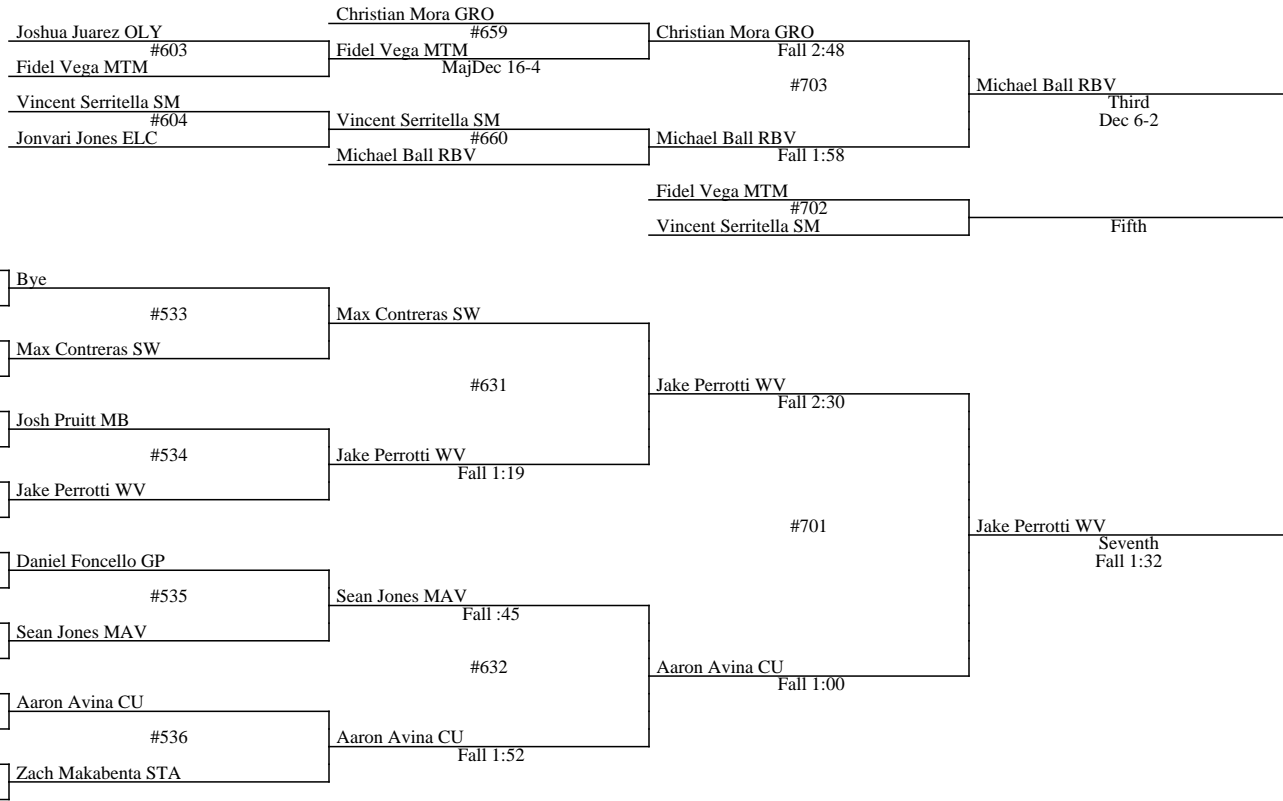 Christian Mora GRO
Joshua Juarez OLY
#659
Christian Mora GRO
#603
Fidel Vega MTM
Fall 2:48
Fidel Vega MTM
MajDec 16-4
#703
Michael Ball RBV
Vincent Serritella SM
Third
#604
Vincent Serritella SM
Dec 6-2
Jonvari Jones ELC
#660
Michael Ball RBV
Michael Ball RBV
Fall 1:58
Fidel Vega MTM
#702
Vincent Serritella SM
Fifth
Bye
#533
Max Contreras SW
Max Contreras SW
#631
Jake Perrotti WV
Fall 2:30
Josh Pruitt MB
#534
Jake Perrotti WV
Fall 1:19
Jake Perrotti WV
#701
Jake Perrotti WV
Seventh
Fall 1:32
Daniel Foncello GP
#535
Sean Jones MAV
Fall :45
Sean Jones MAV
#632
Aaron Avina CU
Fall 1:00
Aaron Avina CU
#536
Aaron Avina CU
Fall 1:52
Zach Makabenta STA